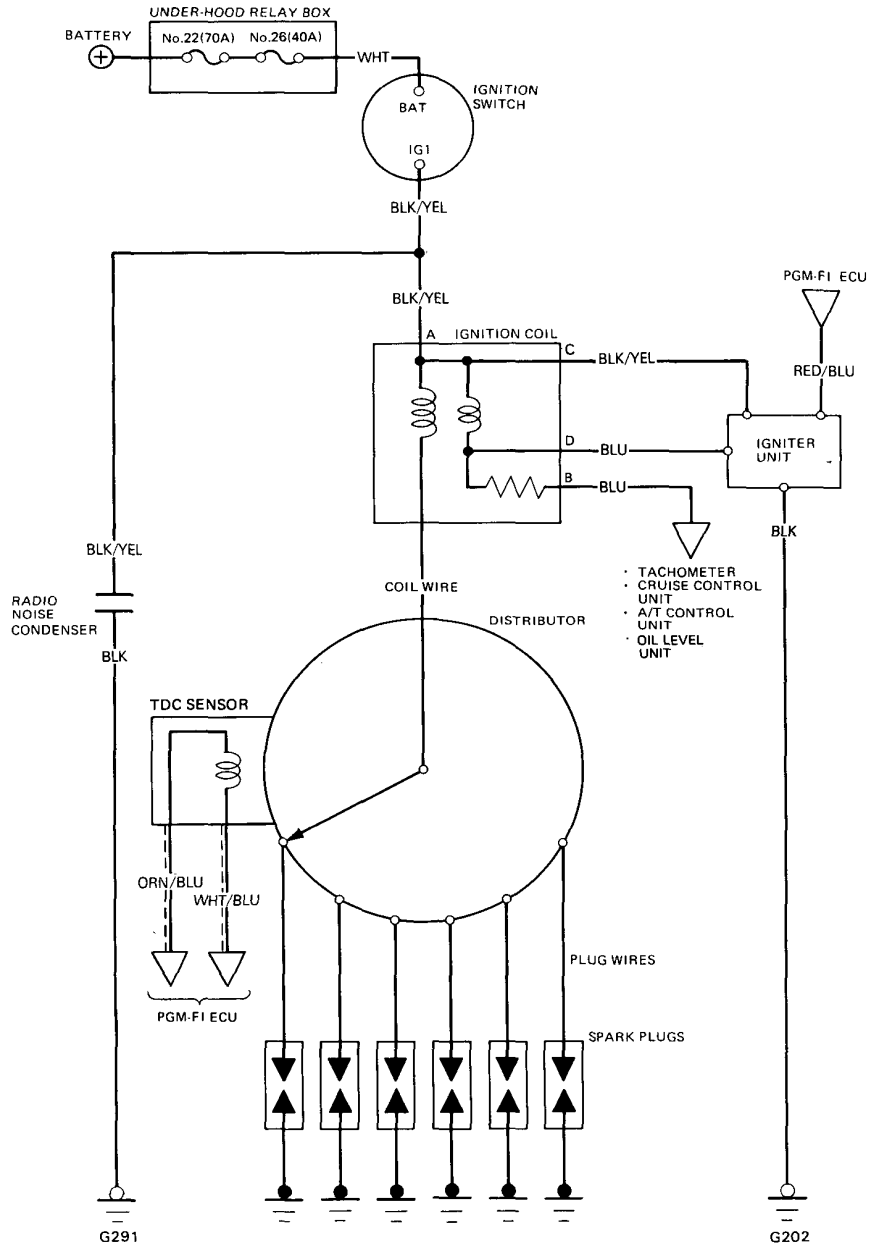 UNDER-HOOD RELAY BOX
BATTERY
No.22(70A)
No.26(40A)
WHT
IGNITION
SWITCH
BAT
IG1
BLK/YEL
BLK/YEL
PGM-FI ECU
A
IGNITION COIL
C
BLK/YEL
RED/BLU
D
BLU
IGNITER
UNIT
B
BLU
BLK
BLK/YEL
· TACHOMETER
· CRUISE CONTROL
UNIT
· A/T CONTROL
UNIT
· OIL LEVEL
UNIT
COIL WIRE
RADIO
NOISE
CONDENSER
DISTRIBUTOR
BLK
TDC SENSOR
ORN/BLU
WHT/BLU
PLUG WIRES
PGM-FI ECU
SPARK PLUGS
G291
G202